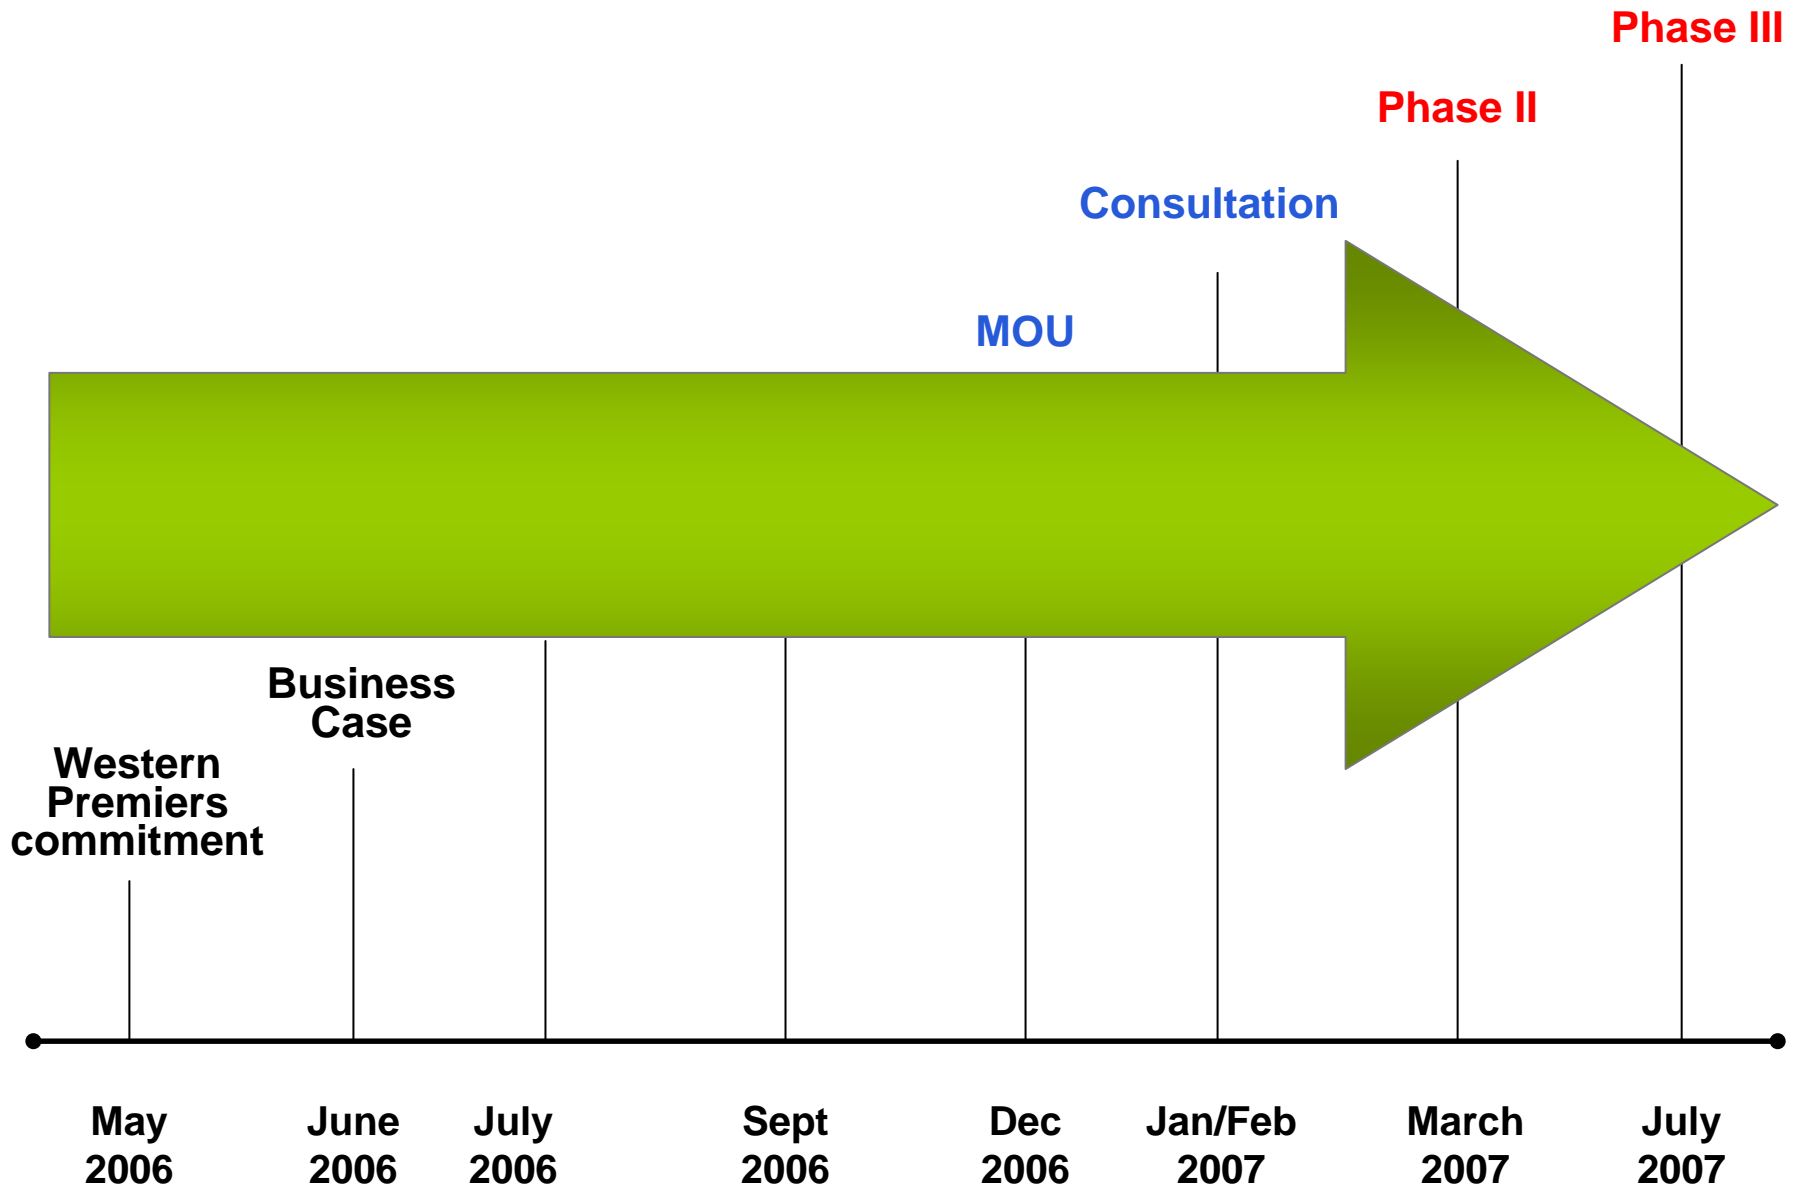 Phase III
Phase II
Consultation
MOU
Business
Case
Western
Premiers
commitment
May
2006
June
2006
July
2006
Sept
2006
Dec
2006
Jan/Feb
2007
March
2007
July
2007